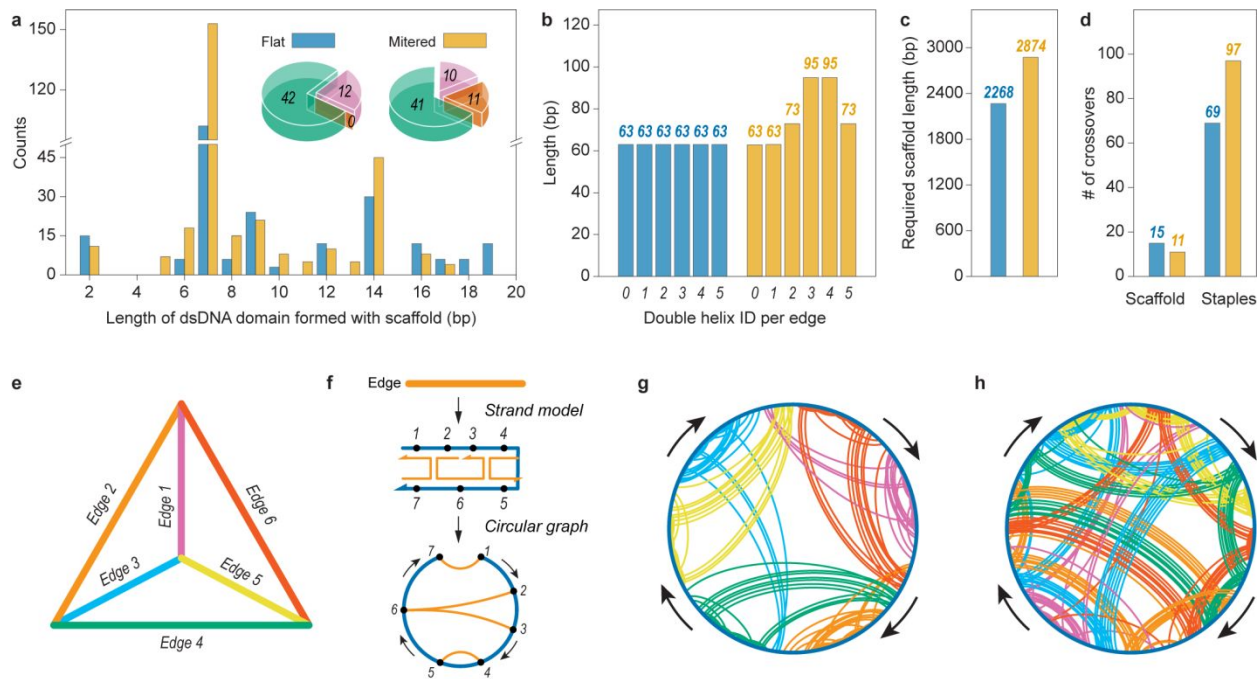 a
150
120
45
30
15
0
Counts
Flat
Mitered
42
12
0
41
10
11
2 4 6 8 10 12 14 16 18 20
Length of dsDNA domain formed with scaffold (bp)
b
120
100
80
60
40
20
0
Length (bp)
63 63 63 63 63 63
63 63 73 95 95 73
0 1 2 3 4 5
0 1 2 3 4 5
Double helix ID per edge
c
3000
2400
1800
1200
600
0
Required scaffold length (bp)
2268
2874
d
100
80
60
40
20
0
# of crossovers
15
11
69
97
Scaffold
Staples
e
Edge 1
Edge 2
Edge 3
Edge 4
Edge 5
Edge 6
f
Edge
Strand model
1 2 3 4
7 6 5
Circular graph
7 1
6 2
3
5 4
g
h